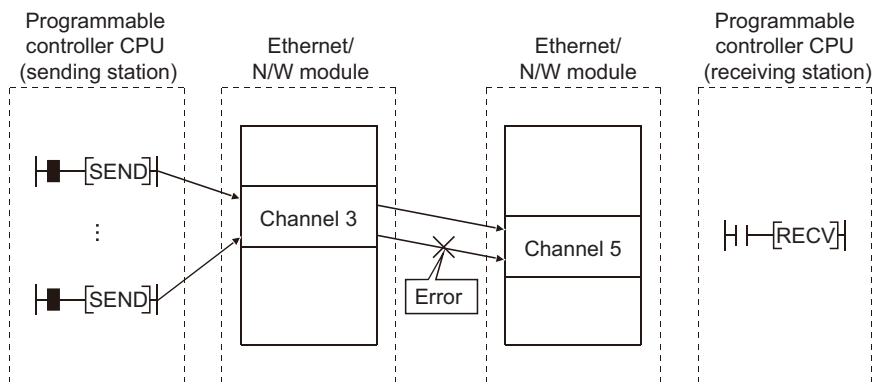 Programmable
controller CPU
(sending station)
Ethernet/
N/W module
Ethernet/
N/W module
Programmable
controller CPU
(receiving station)
SEND
Channel 3
Channel 5
RECV
⋮
SEND
Error